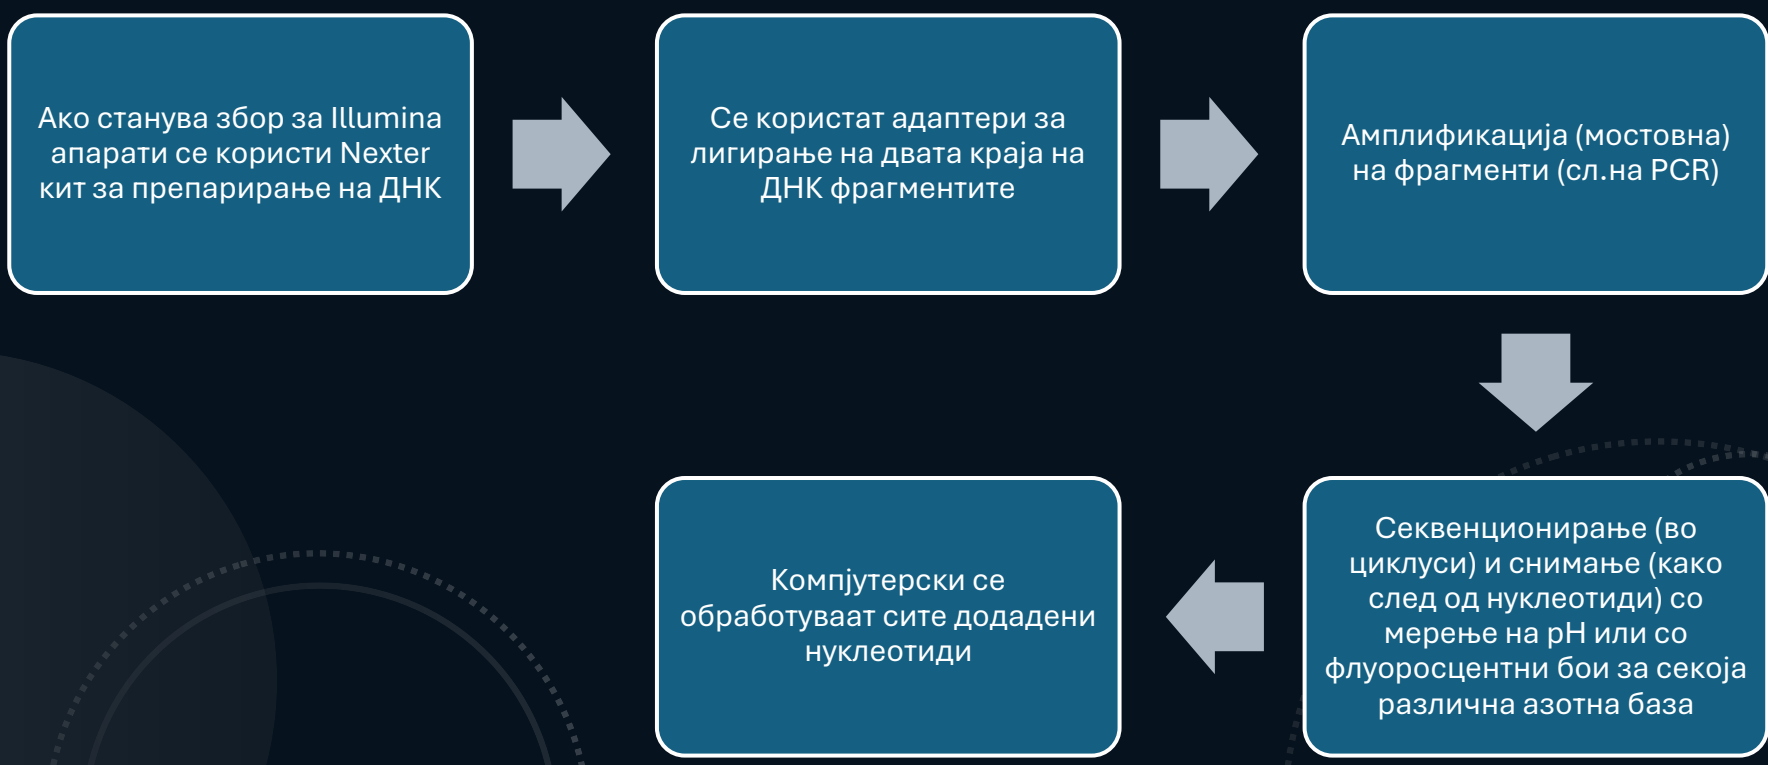 Ако станува збор за Illumina
апарати се користи Nexter
кит за препарирање на ДНК
Се користат адаптери за
лигирање на двата краја на
ДНК фрагментите
Амплификација (мостовна)
на фрагменти (сл.на PCR)
Секвенционирање (во
циклуси) и снимање (како
след од нуклеотиди) со
мерење на pH или со
флуоросцентни бои за секоја
различна азотна база
Компјутерски се
обработуваат сите додадени
нуклеотиди